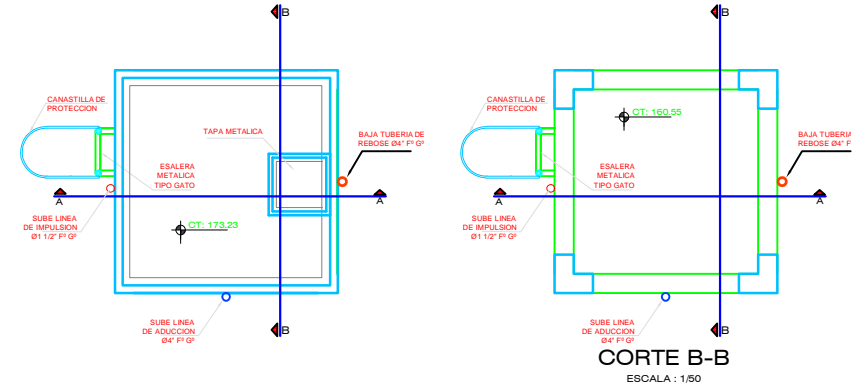 B
CANASTILLA DE
PROTECCION
TAPA METALICA
BAJA TUBERIA DE
REBOSE Ø4" Fº Gº
ESALERA
METALICA
TIPO GATO
A
A
SUBE LINEA
DE IMPULSION
Ø1 1/2" Fº Gº
CT: 173.23
SUBE LINEA
DE ADUCCION
Ø4" Fº Gº
B
B
CANASTILLA DE
PROTECCION
CT: 160.55
BAJA TUBERIA
REBOSE Ø4" F
ESALERA
METALICA
TIPO GATO
A
A
SUBE LINEA
DE IMPULSION
Ø1 1/2" Fº Gº
SUBE LINEA
DE ADUCCION
Ø4" Fº Gº
B
CORTE B-B
ESCALA : 1/50